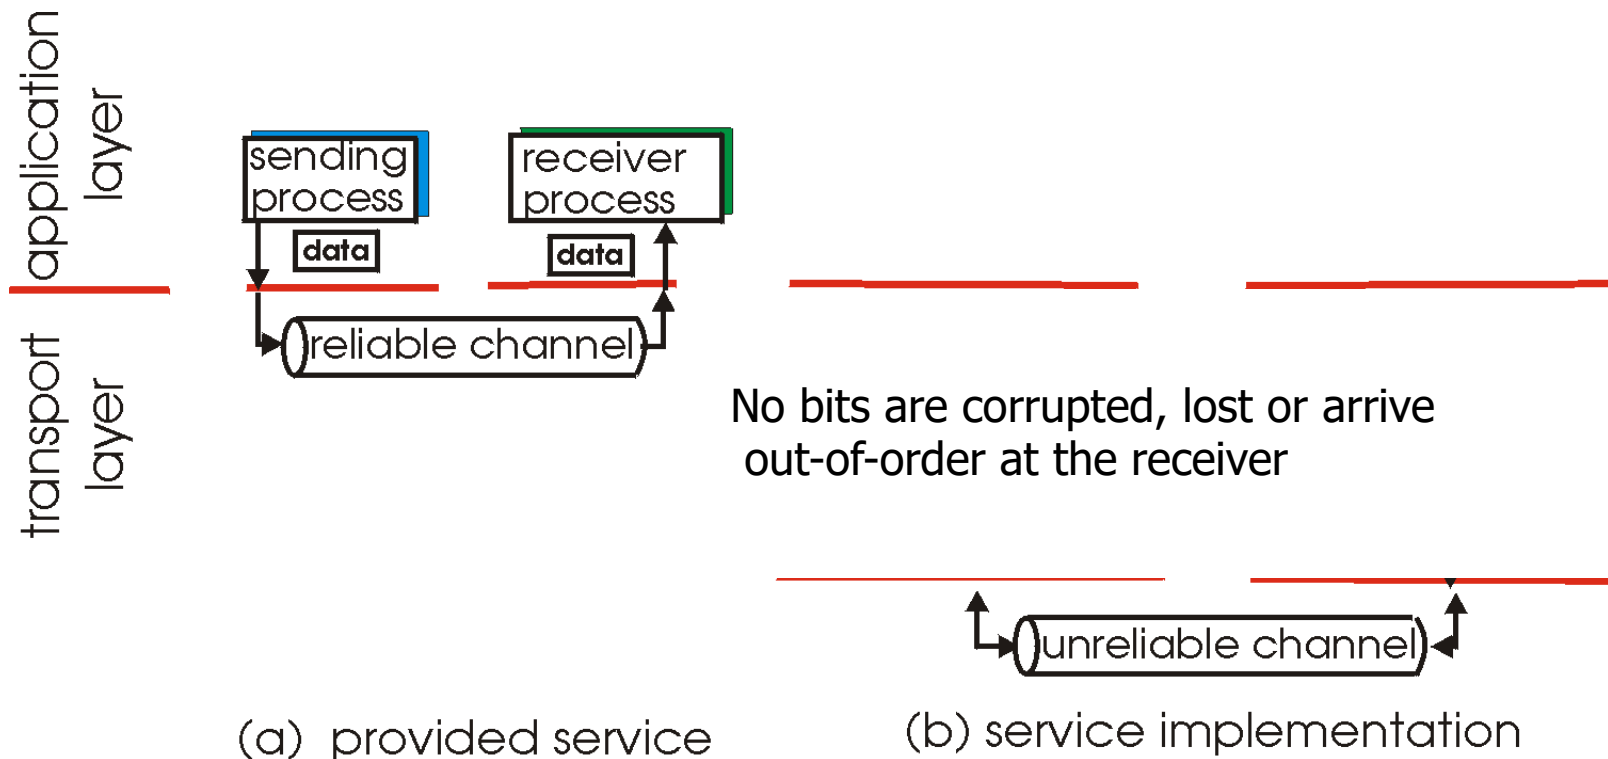 application
layer
sending
process
receiver
process
data
data
transport
layer
reliable channel
No bits are corrupted, lost or arrive
out-of-order at the receiver
unreliable channel
(a) provided service
(b) service implementation